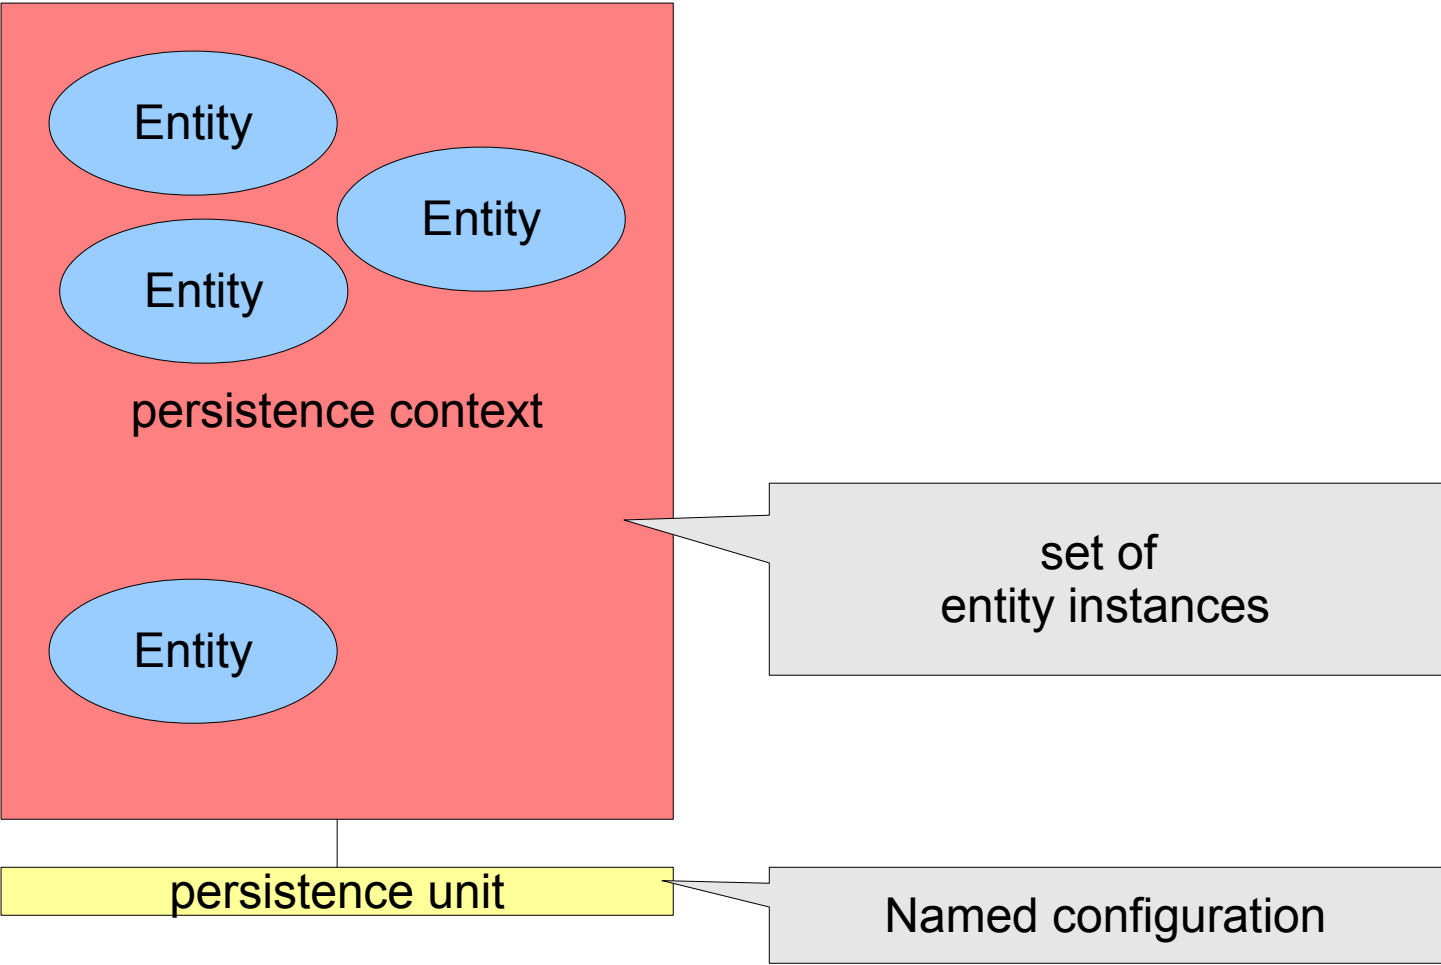 Entity
Entity
Entity
persistence context
set of
entity instances
Entity
persistence unit
Named configuration